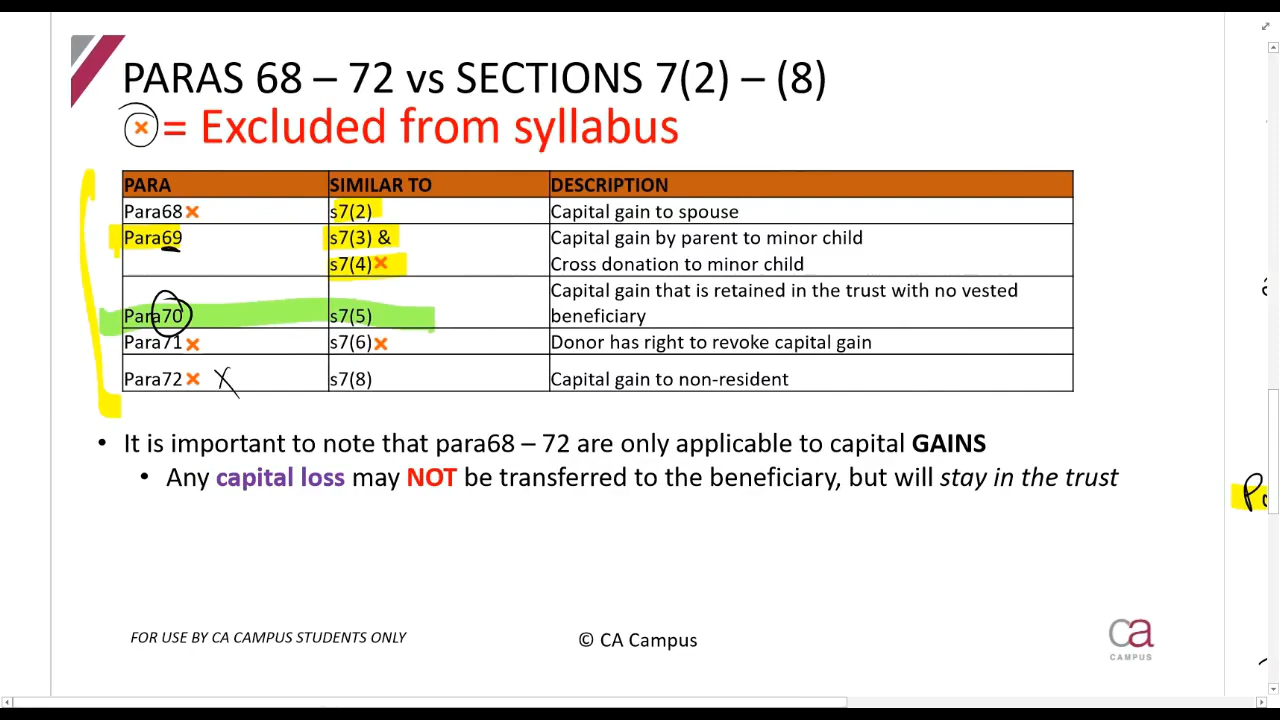 PARAS 68 – 72 vs SECTIONS 7(2) – (8)
× = Excluded from syllabus
PARA SIMILAR TO DESCRIPTION
Para68 × s7(2) Capital gain to spouse
Para69 s7(3) & Capital gain by parent to minor child
s7(4) × Cross donation to minor child
Capital gain that is retained in the trust with no vested
Para70 s7(5) beneficiary
Para71 × s7(6) × Donor has right to revoke capital gain
Para72 × X s7(8) Capital gain to non-resident
• It is important to note that para68 – 72 are only applicable to capital GAINS
• Any capital loss may NOT be transferred to the beneficiary, but will stay in the trust
FOR USE BY CA CAMPUS STUDENTS ONLY
© CA Campus
ca
CAMPUS